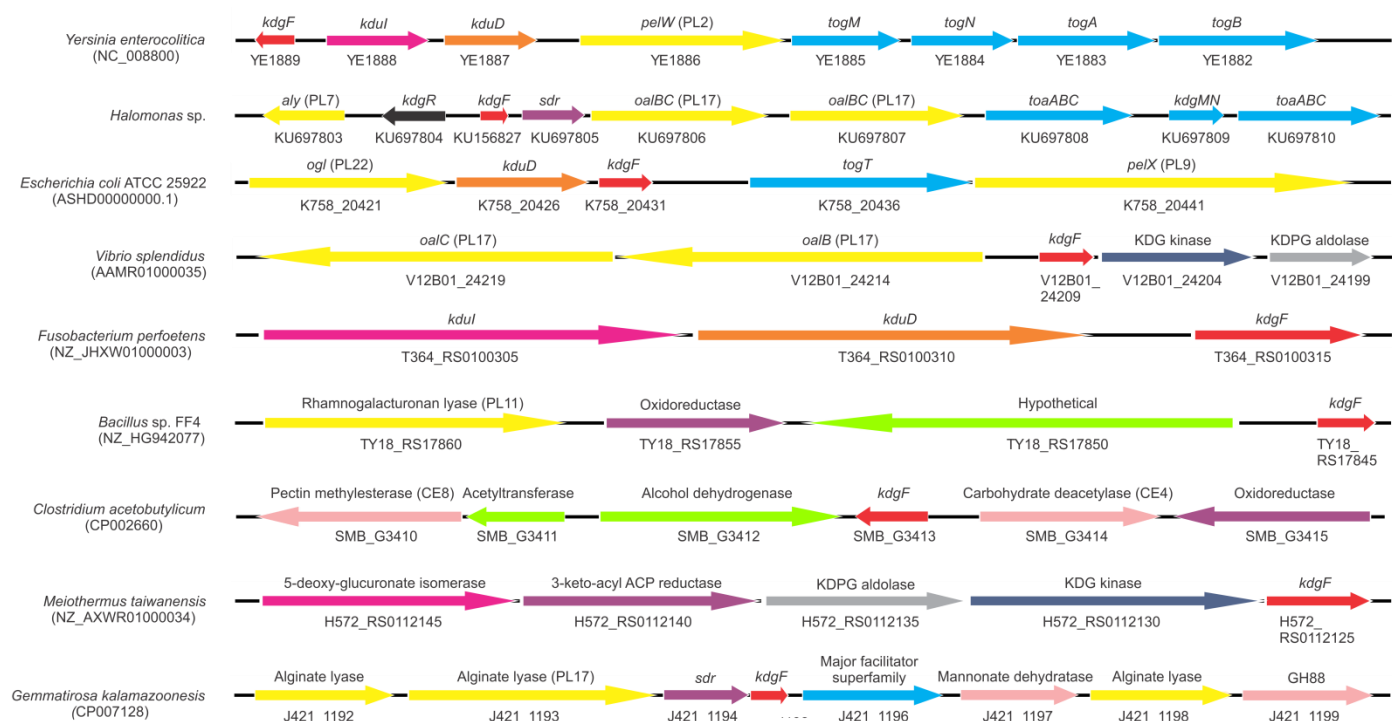 kdgF kduI kduD pelW (PL2) togM togN togA togB
Yersinia enterocolitica
(NC_008800)
YE1889 YE1888 YE1887 YE1886 YE1885 YE1884 YE1883 YE1882
aly (PL7) kdgR kdgF sdr oalBC (PL17) oalBC (PL17) toaABC kdgMN toaABC
Halomonas sp.
KU697803 KU697804 KU156827 KU697805 KU697806 KU697807 KU697808 KU697809 KU697810
ogl (PL22) kduD kdgF togT pelX (PL9)
Escherichia coli ATCC 25922
(ASHD00000000.1)
K758_20421 K758_20426 K758_20431 K758_20436 K758_20441
oalC (PL17) oalB (PL17) kdgF KDG kinase KDPG aldolase
Vibrio splendidus
(AAMR01000035)
V12B01_24219 V12B01_24214 V12B01_ V12B01_24204 V12B01_24199
24209
kduI kduD kdgF
Fusobacterium perfoetens
(NZ_JHXW01000003)
T364_RS0100305 T364_RS0100310 T364_RS0100315
Rhamnogalacturonan lyase (PL11) Oxidoreductase Hypothetical kdgF
Bacillus sp. FF4
(NZ_HG942077)
TY18_RS17860 TY18_RS17855 TY18_RS17850 TY18_
RS17845
Pectin methylesterase (CE8) Acetyltransferase Alcohol dehydrogenase kdgF Carbohydrate deacetylase (CE4) Oxidoreductase
Clostridium acetobutylicum
(CP002660)
SMB_G3410 SMB_G3411 SMB_G3412 SMB_G3413 SMB_G3414 SMB_G3415
5-deoxy-glucuronate isomerase 3-keto-acyl ACP reductase KDPG aldolase KDG kinase kdgF
Meiothermus taiwanensis
(NZ_AXWR01000034)
H572_RS0112145 H572_RS0112140 H572_RS0112135 H572_RS0112130 H572_
RS0112125
Alginate lyase Alginate lyase (PL17) sdr kdgF Major facilitator
superfamily Mannonate dehydratase Alginate lyase GH88
Gemmatirosa kalamazoonesis
(CP007128)
J421_1192 J421_1193 J421_1194 J421_1196 J421_1197 J421_1198 J421_1199